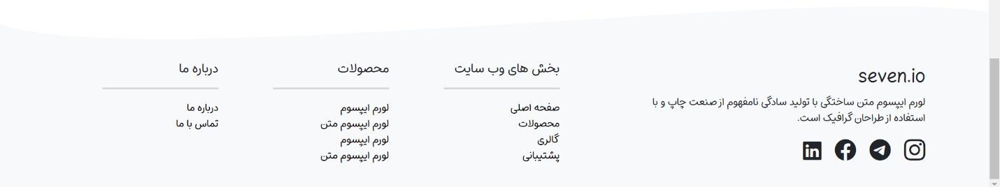 seven.io
لورم ایپسوم متن ساختگی با تولید سادگی نامفهوم از صنعت چاپ و با
استفاده از طراحان گرافیک است.
بخش های وب سایت
صفحه اصلی
محصولات
گالری
پشتیبانی
محصولات
لورم ایپسوم
لورم ایپسوم متن
لورم ایپسوم
لورم ایپسوم متن
درباره ما
درباره ما
تماس با ما